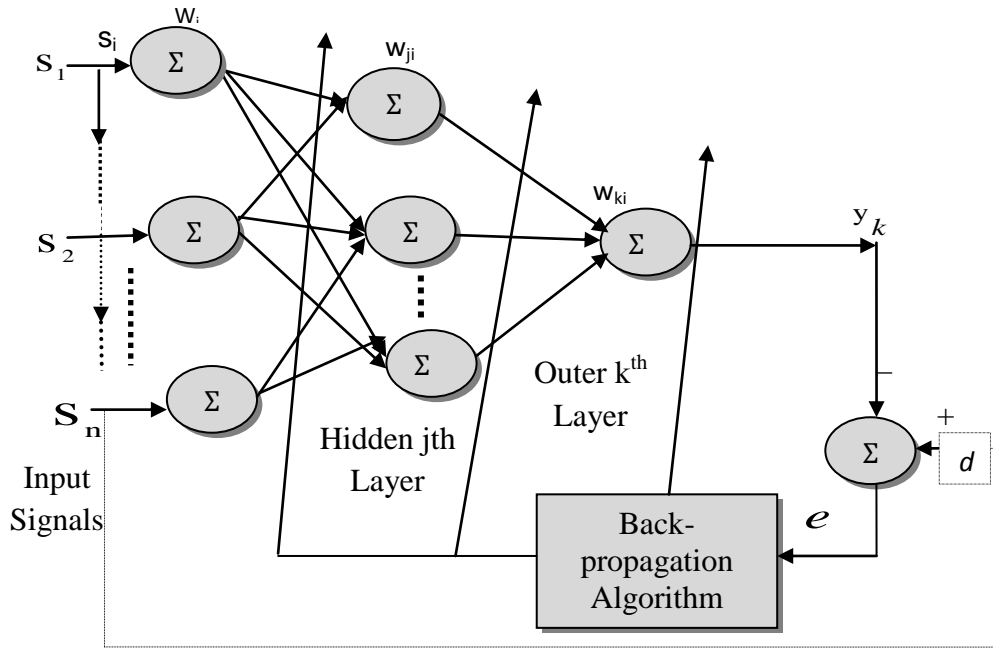 Wᵢ
Sᵢ
S₁
Σ
wⱼᵢ
Σ
S₂
Σ
Σ
wₖᵢ
Σ
yₖ
Σ
Σ
Sₙ
Input
Signals
Hidden jth
Layer
Outer kᵗʰ
Layer
−
+
Σ
d
e
Back-
propagation
Algorithm